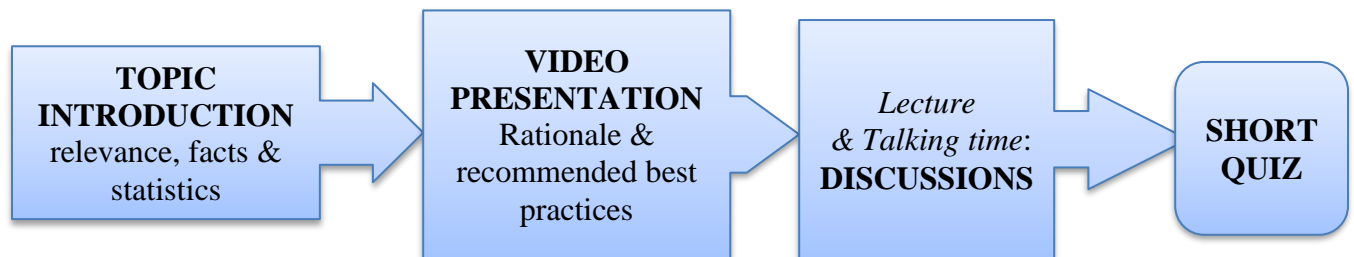 TOPIC
INTRODUCTION
relevance, facts &
statistics
VIDEO
PRESENTATION
Rationale &
recommended best
practices
Lecture
& Talking time:
DISCUSSIONS
SHORT
QUIZ